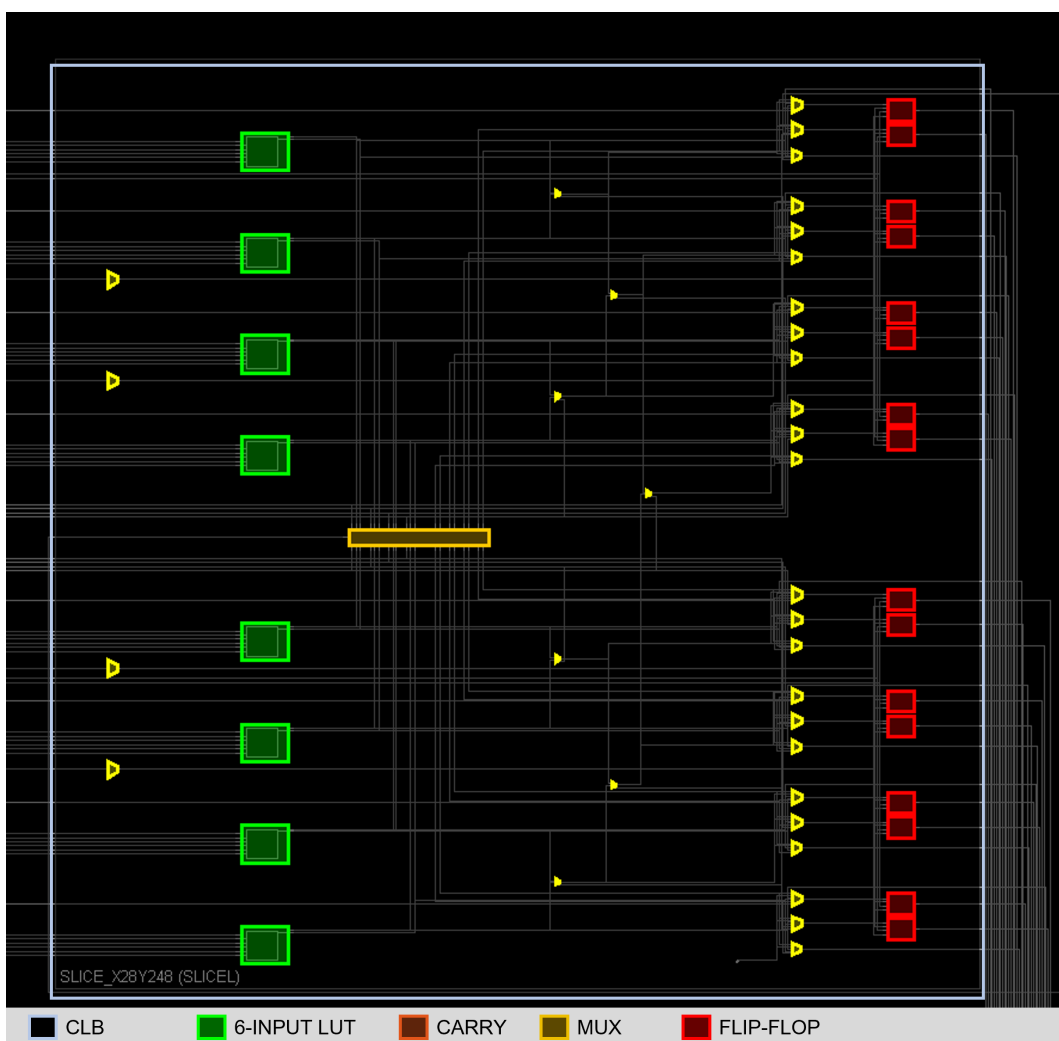 SLICE_X28Y248 (SLICEL)
CLB
6-INPUT LUT
CARRY
MUX
FLIP-FLOP